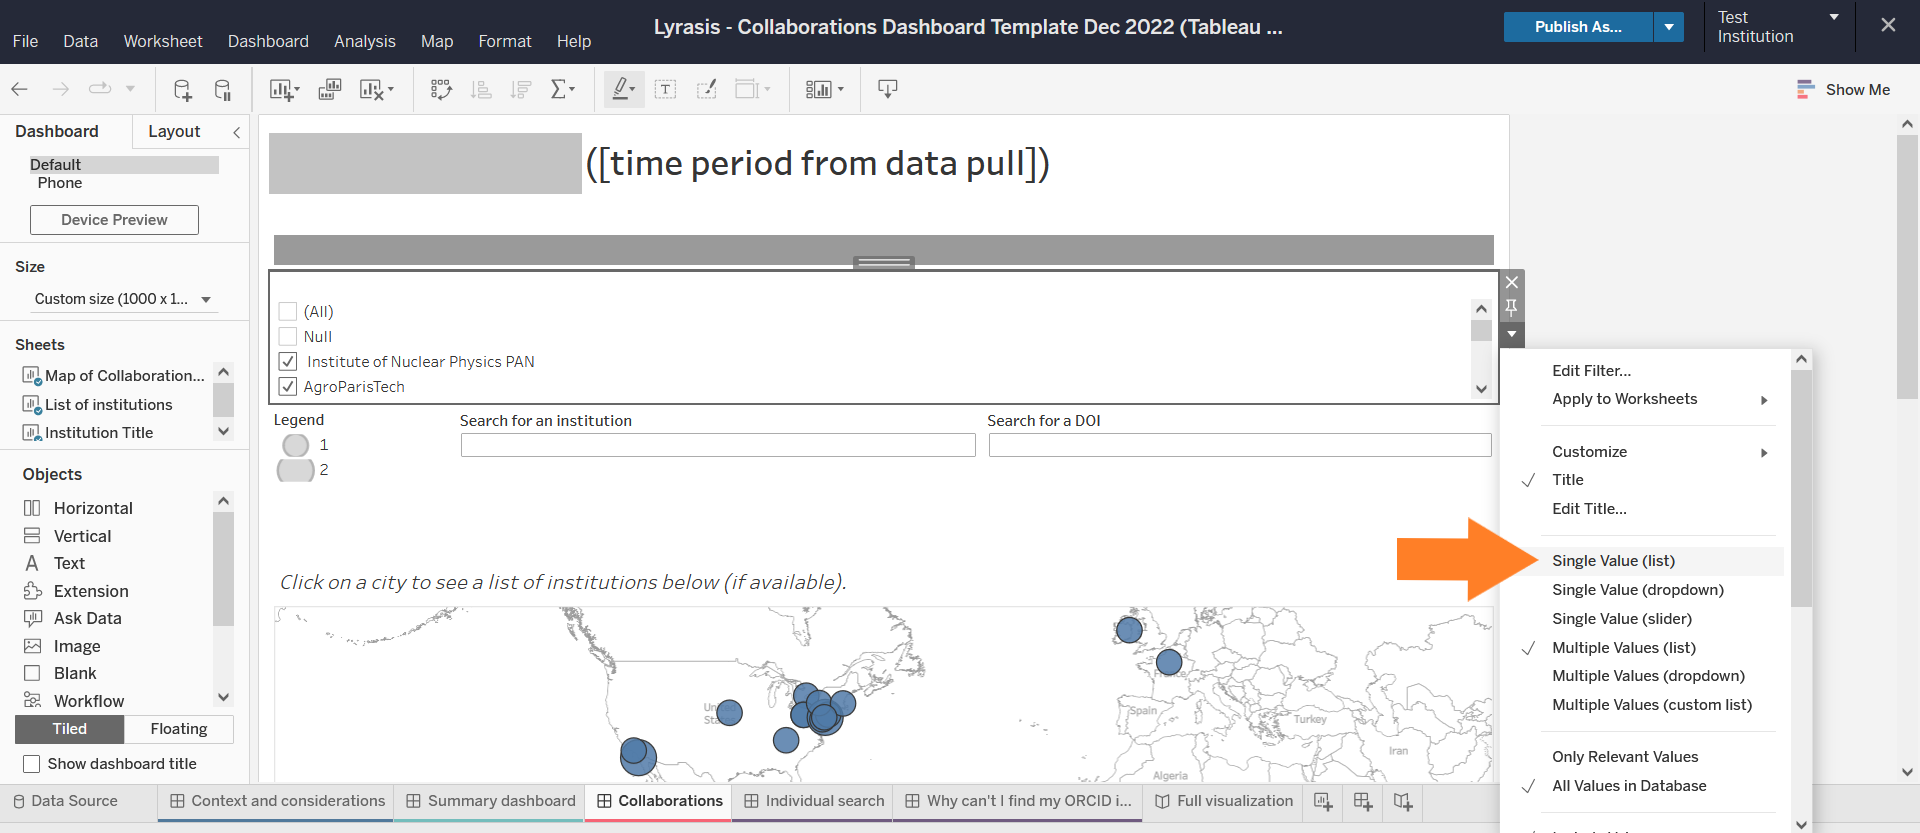 Lyrasis - Collaborations Dashboard Template Dec 2022 (Tableau ...
Publish As...
Test
Institution
File Data Worksheet Dashboard Analysis Map Format Help
Show Me
Dashboard Layout
Default
Phone
Device Preview
Size
Custom size (1000 x 1...
Sheets
Map of Collaboration...
List of institutions
Institution Title
Objects
Horizontal
Vertical
Text
Extension
Ask Data
Image
Blank
Workflow
Tiled Floating
Show dashboard title
([time period from data pull])
(All)
Null
Institute of Nuclear Physics PAN
AgroParisTech
Legend
1
2
Search for an institution
Search for a DOI
Click on a city to see a list of institutions below (if available).
Spain
Turkey
Iran
Algeria
Edit Filter...
Apply to Worksheets
Customize
Title
Edit Title...
Single Value (list)
Single Value (dropdown)
Single Value (slider)
Multiple Values (list)
Multiple Values (dropdown)
Multiple Values (custom list)
Only Relevant Values
All Values in Database
Data Source Context and considerations Summary dashboard Collaborations Individual search Why can't I find my ORCID i... Full visualization